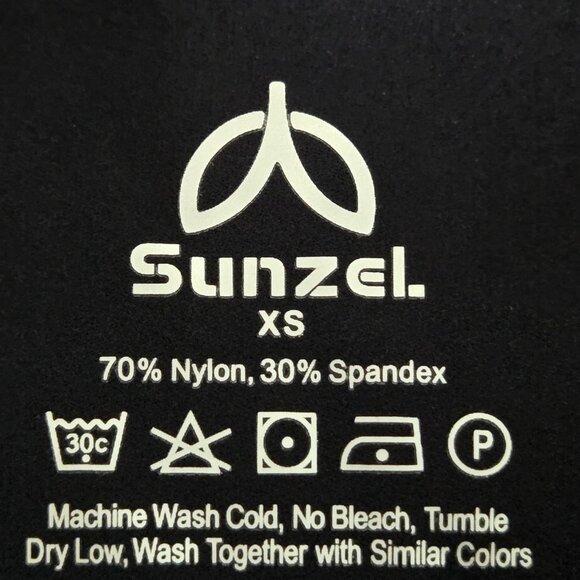 Sunzel
XS
70% Nylon, 30% Spandex
30c P
Machine Wash Cold, No Bleach, Tumble
Dry Low, Wash Together with Similar Colors